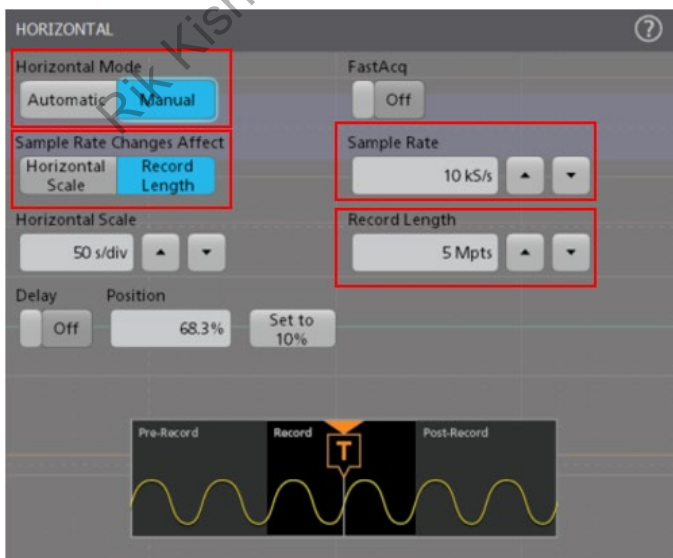 HORIZONTAL
?
Horizontal Mode
Automatic Manual
FastAcq
Off
Sample Rate Changes Affect
Horizontal Scale
Record Length
Sample Rate
10 kS/s
Horizontal Scale
50 s/div
Record Length
5 Mpts
Delay
Off
Position
68.3%
Set to
10%
Pre-Record
Record
Post-Record
T
Rik Kish